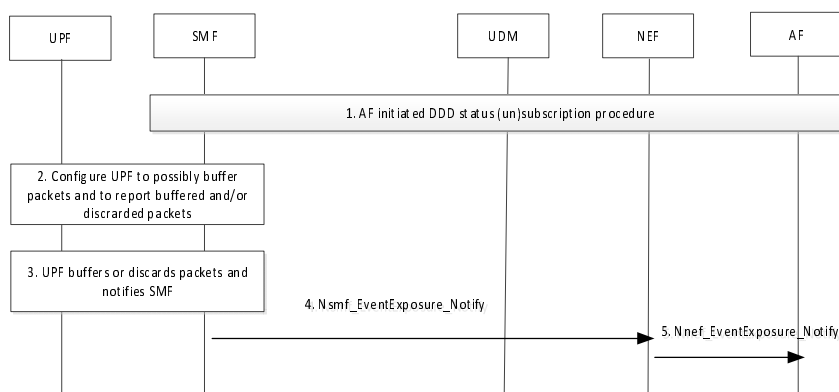 UPF
SMF
UDM
NEF
AF
1. AF initiated DDD status (un)subscription procedure
2. Configure UPF to possibly buffer
packets and to report buffered and/or
discrarded packets
3. UPF buffers or discards packets and
notifies SMF
4. Nsmf_EventExposure_Notify
5. Nnef_EventExposure_Notify